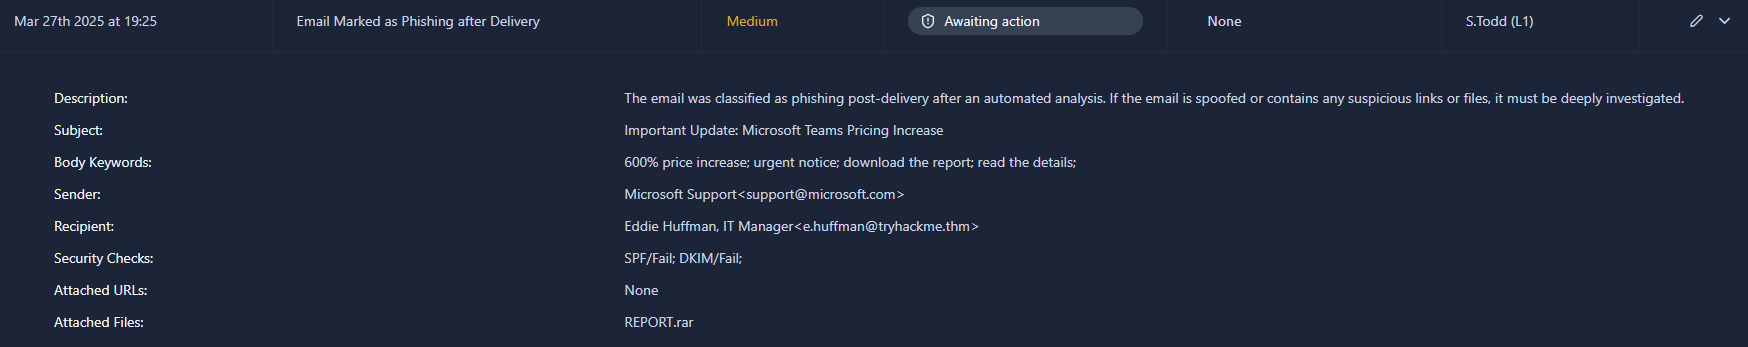 Mar 27th 2025 at 19:25 Email Marked as Phishing after Delivery Medium Awaiting action None S.Todd (L1)
Description: The email was classified as phishing post-delivery after an automated analysis. If the email is spoofed or contains any suspicious links or files, it must be deeply investigated.
Subject: Important Update: Microsoft Teams Pricing Increase
Body Keywords: 600% price increase; urgent notice; download the report; read the details;
Sender: Microsoft Support<support@microsoft.com>
Recipient: Eddie Huffman, IT Manager<e.huffman@tryhackme.thm>
Security Checks: SPF/Fail; DKIM/Fail;
Attached URLs: None
Attached Files: REPORT.rar